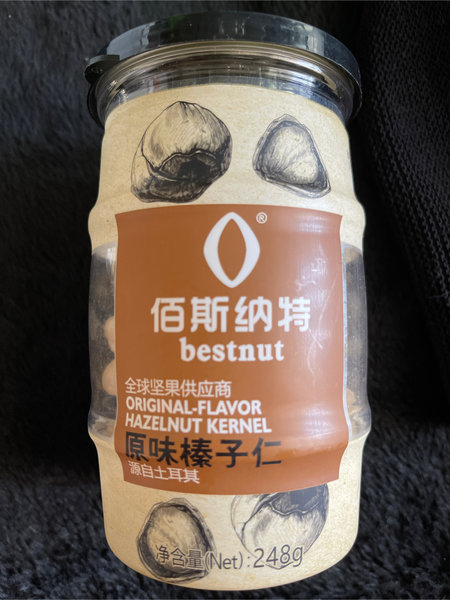 ®
佰斯纳特
bestnut
全球坚果供应商
ORIGINAL-FLAVOR
HAZELNUT KERNEL
原味榛子仁
源自土耳其
净含量(Net): 248g